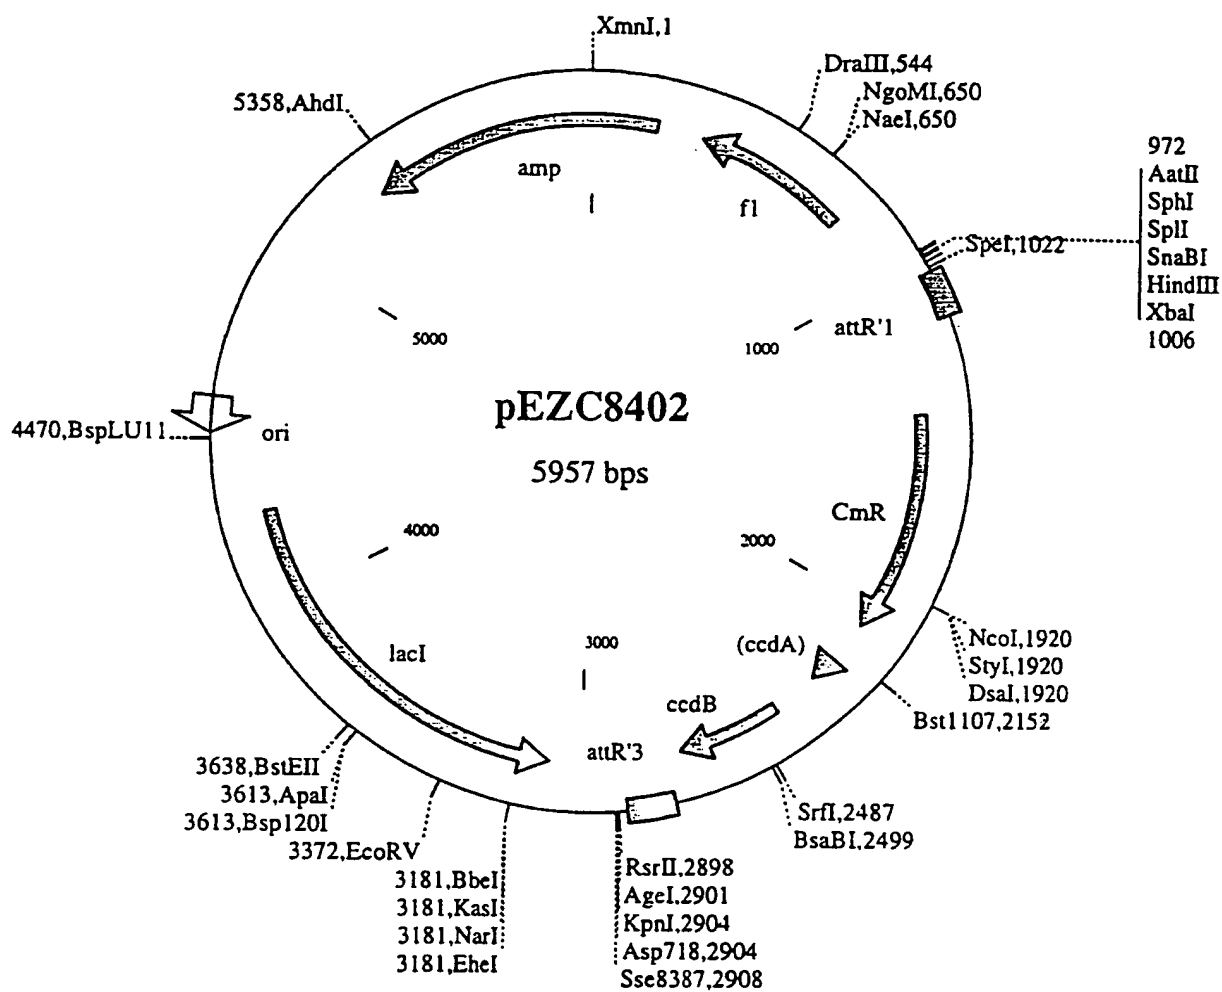 XmnI,1
DraIII,544
NgoMI,650
NaeI,650
5358,AhdI
972
AatII
SphI
SplI
SnaBI
HindIII
XbaI
1006
SpeI,1022
amp
f1
attR'1
5000
1000
pEZC8402
5957 bps
4470,BspLU11
ori
CmR
4000
2000
3000
lacI
(ccdA)
ccdB
attR'3
NcoI,1920
StyI,1920
DsaI,1920
Bst1107,2152
3638,BstEII
3613,ApaI
3613,Bsp120I
3372,EcoRV
SrfI,2487
BsaBI,2499
3181,BbeI
3181,KasI
3181,NarI
3181,EheI
RsrII,2898
AgeI,2901
KpnI,2904
Asp718,2904
Sse8387,2908